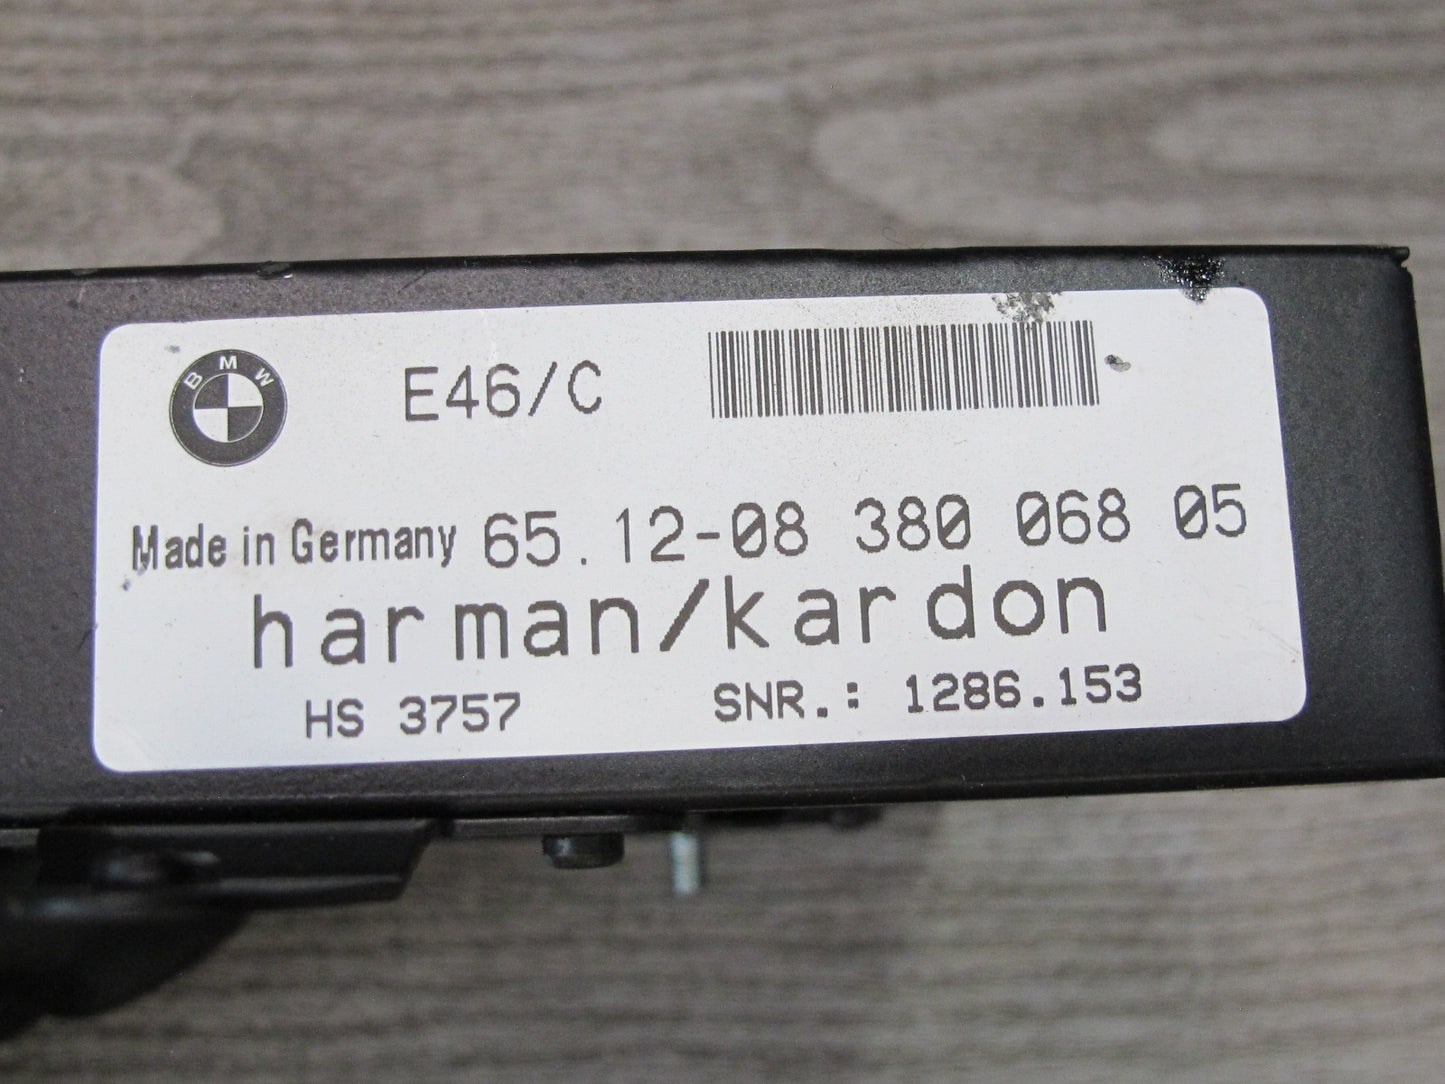 BMW
E46/C
Made in Germany 65.12-08 380 068 05
harman/kardon
HS 3757 SNR.: 1286.153